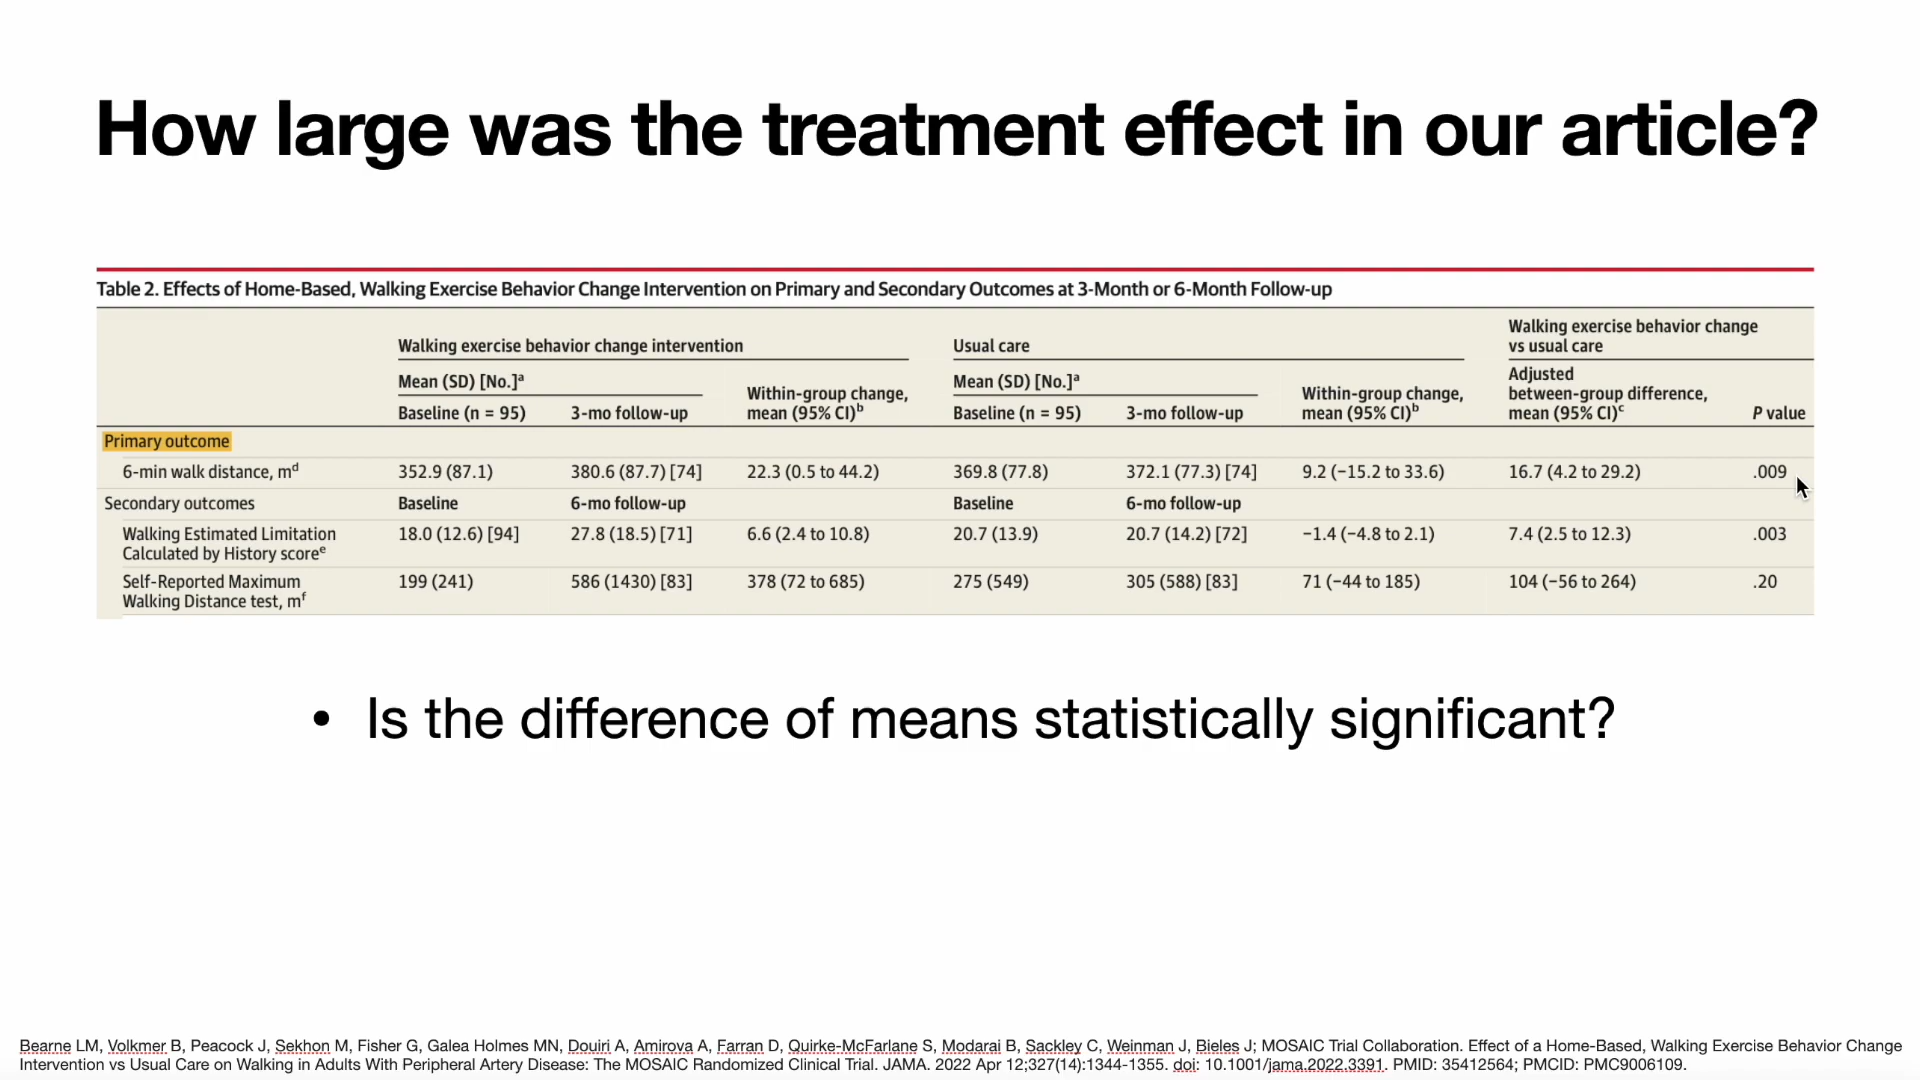 How large was the treatment effect in our article?
Table 2. Effects of Home-Based, Walking Exercise Behavior Change Intervention on Primary and Secondary Outcomes at 3-Month or 6-Month Follow-up
Walking exercise behavior change intervention
Usual care
Walking exercise behavior change
vs usual care
Mean (SD) [No.]a
Within-group change,
mean (95% CI)b
Mean (SD) [No.]a
Within-group change,
mean (95% CI)b
Adjusted
between-group difference,
mean (95% CI)c
P value
Baseline (n = 95) 3-mo follow-up Baseline (n = 95) 3-mo follow-up
Primary outcome
6-min walk distance, md 352.9 (87.1) 380.6 (87.7) [74] 22.3 (0.5 to 44.2) 369.8 (77.8) 372.1 (77.3) [74] 9.2 (−15.2 to 33.6) 16.7 (4.2 to 29.2) .009
Secondary outcomes Baseline 6-mo follow-up Baseline 6-mo follow-up
Walking Estimated Limitation
Calculated by History scoree
18.0 (12.6) [94] 27.8 (18.5) [71] 6.6 (2.4 to 10.8) 20.7 (13.9) 20.7 (14.2) [72] −1.4 (−4.8 to 2.1) 7.4 (2.5 to 12.3) .003
Self-Reported Maximum
Walking Distance test, mf
199 (241) 586 (1430) [83] 378 (72 to 685) 275 (549) 305 (588) [83] 71 (−44 to 185) 104 (−56 to 264) .20
• Is the difference of means statistically significant?
Bearne LM, Volkmer B, Peacock J, Sekhon M, Fisher G, Galea Holmes MN, Douiri A, Amirova A, Farran D, Quirke-McFarlane S, Modarai B, Sackley C, Weinman J, Bieles J; MOSAIC Trial Collaboration. Effect of a Home-Based, Walking Exercise Behavior Change
Intervention vs Usual Care on Walking in Adults With Peripheral Artery Disease: The MOSAIC Randomized Clinical Trial. JAMA. 2022 Apr 12;327(14):1344-1355. doi: 10.1001/jama.2022.3391. PMID: 35412564; PMCID: PMC9006109.